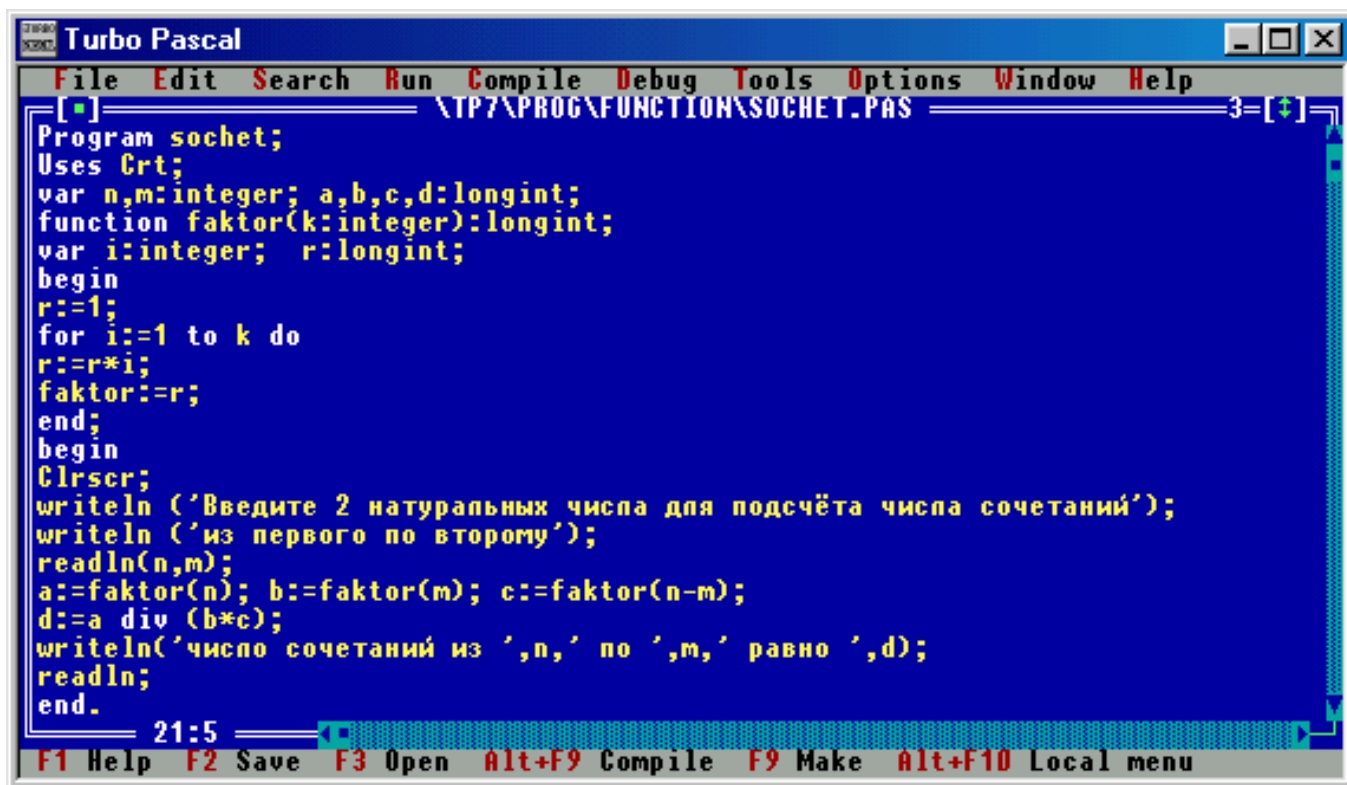 Turbo Pascal
File Edit Search Run Compile Debug Tools Options Window Help
\TP7\PROG\FUNCTION\SOCHET.PAS 3=[↕]
Program sochet;
Uses Crt;
var n,m:integer; a,b,c,d:longint;
function faktor(k:integer):longint;
var i:integer;  r:longint;
begin
r:=1;
for i:=1 to k do
r:=r*i;
faktor:=r;
end;
begin
Clrscr;
writeln ('Введите 2 натуральных числа для подсчёта числа сочетаний');
writeln ('из первого по второму');
readln(n,m);
a:=faktor(n); b:=faktor(m); c:=faktor(n-m);
d:=a div (b*c);
writeln('число сочетаний из ',n,' по ',m,' равно ',d);
readln;
end.
21:5
F1 Help F2 Save F3 Open Alt+F9 Compile F9 Make Alt+F10 Local menu